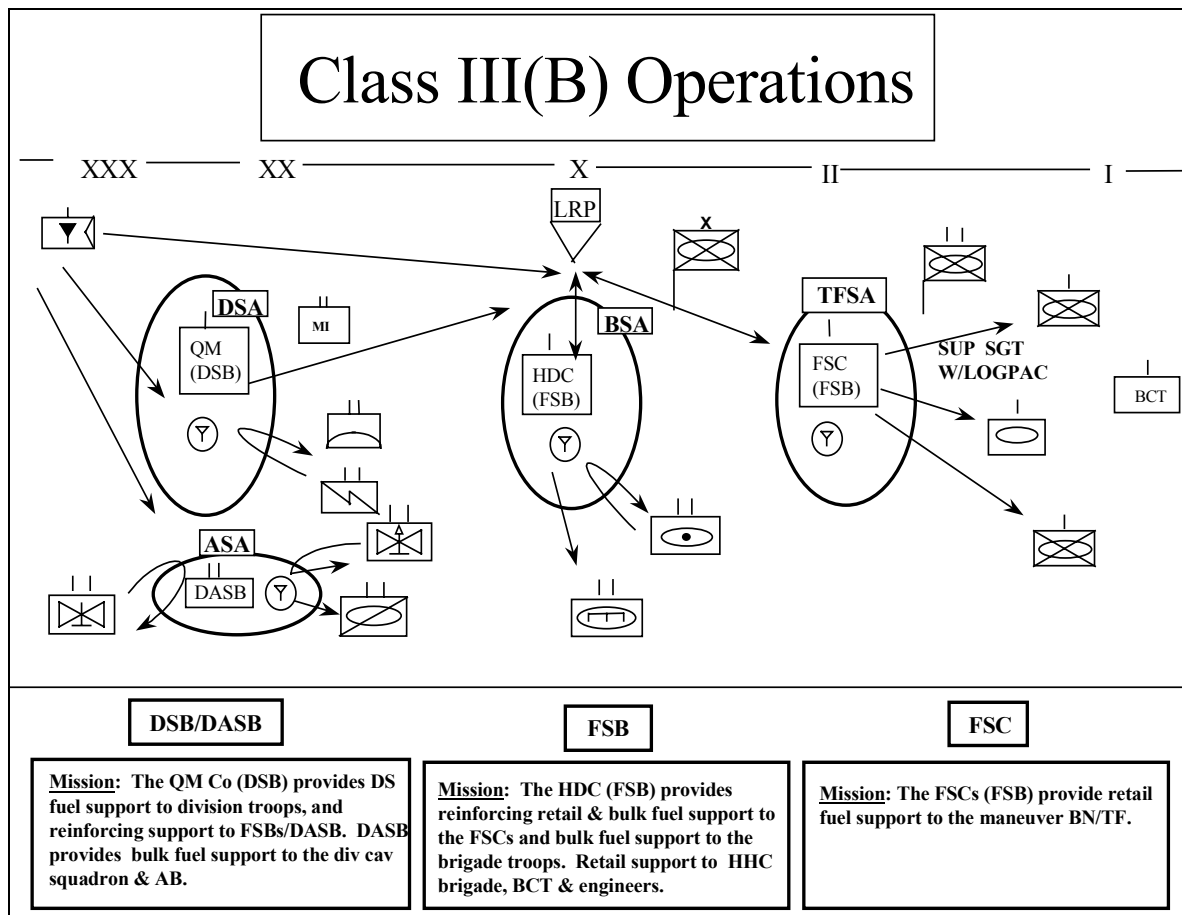 Class III(B) Operations
XXX XX X II I
LRP
X
DSA
MI
QM
(DSB)
BSA
HDC
(FSB)
TFSA
FSC
(FSB)
SUP SGT
W/LOGPAC
BCT
ASA
DASB
DSB/DASB
Mission: The QM Co (DSB) provides DS
fuel support to division troops, and
reinforcing support to FSBs/DASB. DASB
provides bulk fuel support to the div cav
squadron & AB.
FSB
Mission: The HDC (FSB) provides
reinforcing retail & bulk fuel support to
the FSCs and bulk fuel support to the
brigade troops. Retail support to HHC
brigade, BCT & engineers.
FSC
Mission: The FSCs (FSB) provide retail
fuel support to the maneuver BN/TF.